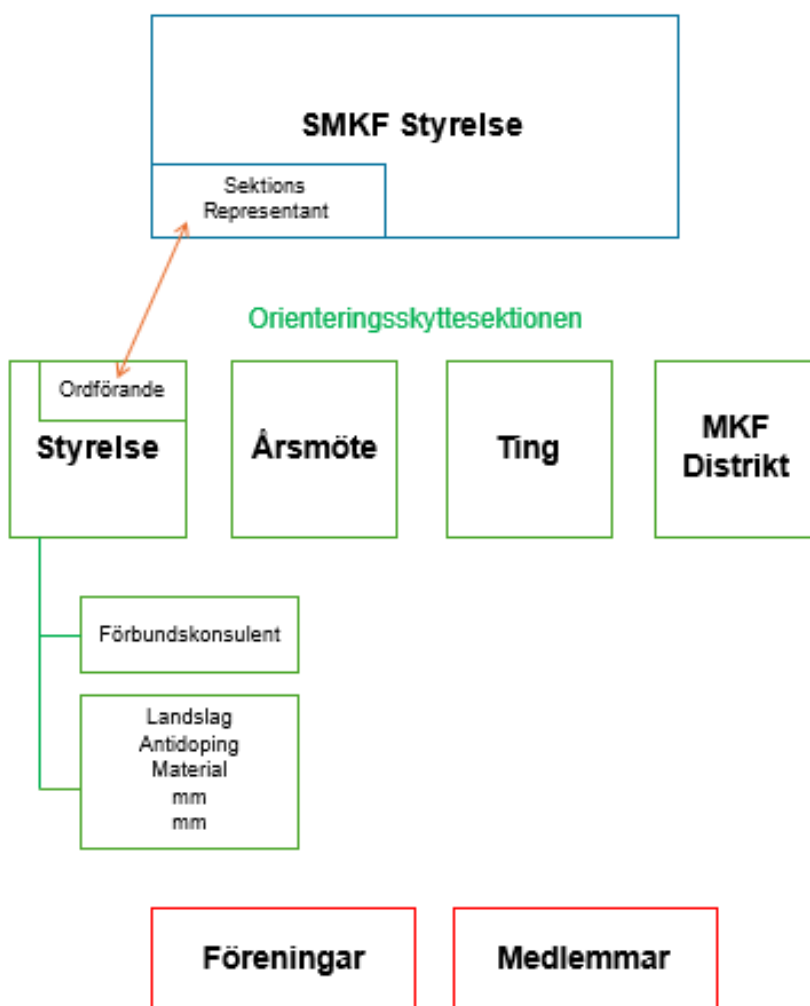 SMKF Styrelse
Sektions
Representant
Orienteringsskyttesektionen
Ordförande
Styrelse
Årsmöte
Ting
MKF
Distrikt
Förbundskonsulent
Landslag
Antidoping
Material
mm
mm
Föreningar
Medlemmar